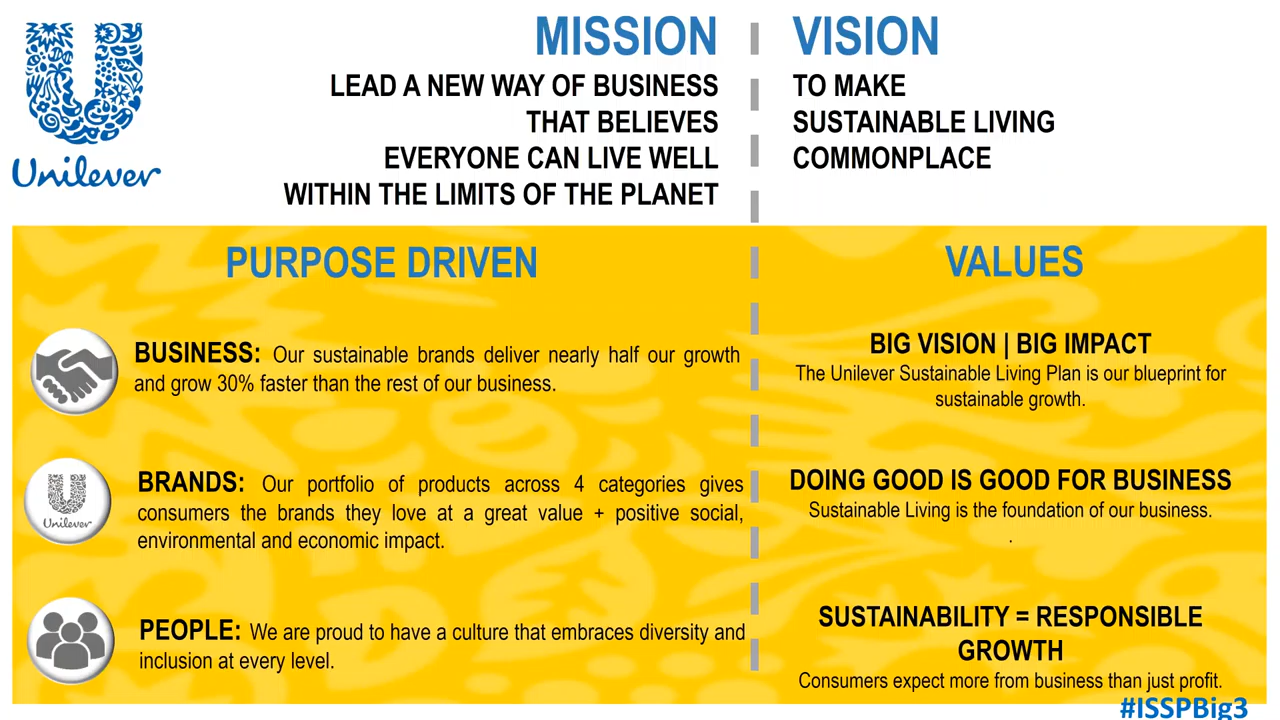 Unilever
MISSION
LEAD A NEW WAY OF BUSINESS
THAT BELIEVES
EVERYONE CAN LIVE WELL
WITHIN THE LIMITS OF THE PLANET
VISION
TO MAKE
SUSTAINABLE LIVING
COMMONPLACE
PURPOSE DRIVEN
BUSINESS: Our sustainable brands deliver nearly half our growth
and grow 30% faster than the rest of our business.
Unilever
BRANDS: Our portfolio of products across 4 categories gives
consumers the brands they love at a great value + positive social,
environmental and economic impact.
PEOPLE: We are proud to have a culture that embraces diversity and
inclusion at every level.
VALUES
BIG VISION | BIG IMPACT
The Unilever Sustainable Living Plan is our blueprint for
sustainable growth.
DOING GOOD IS GOOD FOR BUSINESS
Sustainable Living is the foundation of our business.
.
SUSTAINABILITY = RESPONSIBLE
GROWTH
Consumers expect more from business than just profit.
#ISSPBig3